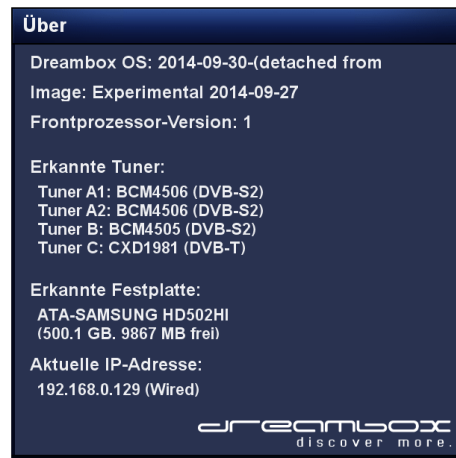 Über
Dreambox OS: 2014-09-30-(detached from
Image: Experimental 2014-09-27
Frontprozessor-Version: 1
Erkannte Tuner:
Tuner A1: BCM4506 (DVB-S2)
Tuner A2: BCM4506 (DVB-S2)
Tuner B: BCM4505 (DVB-S2)
Tuner C: CXD1981 (DVB-T)
Erkannte Festplatte:
ATA-SAMSUNG HD502HI
(500.1 GB, 9867 MB frei)
Aktuelle IP-Adresse:
192.168.0.129 (Wired)
dreambox
discover more.